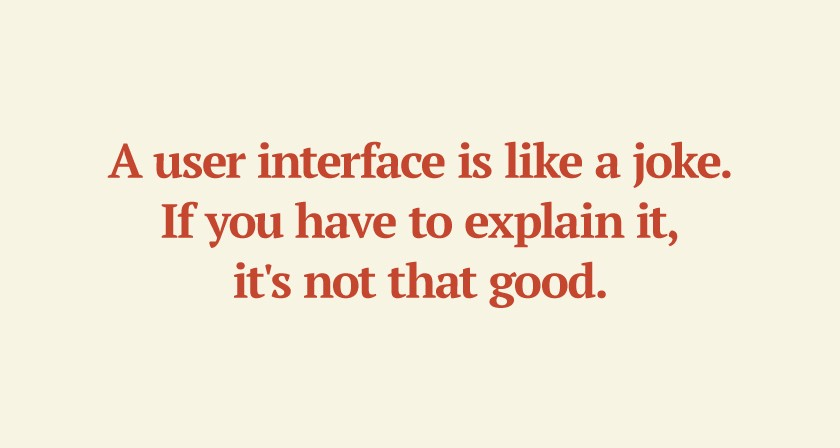 A user interface is like a joke.
If you have to explain it,
it's not that good.